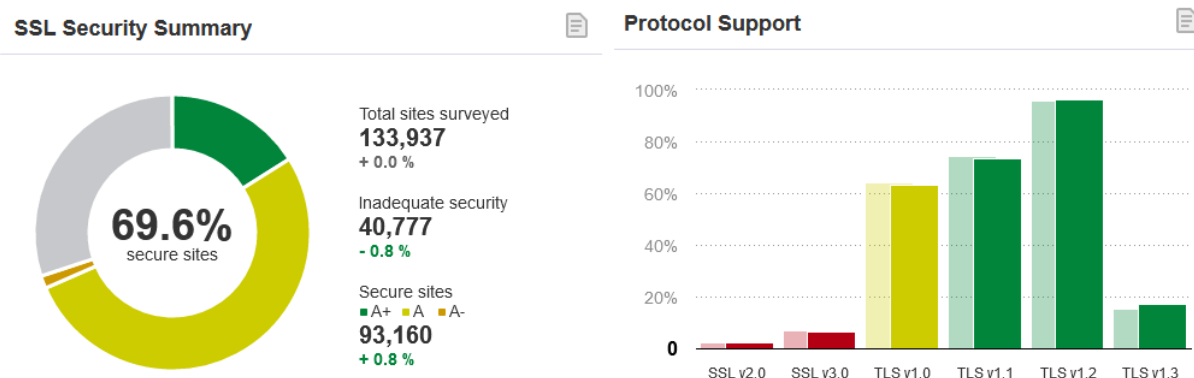 SSL Security Summary
69.6%
secure sites
Total sites surveyed
133,937
+ 0.0 %
Inadequate security
40,777
- 0.8 %
Secure sites
A+ A A-
93,160
+ 0.8 %
Protocol Support
100%
80%
60%
40%
20%
0
SSL v2.0 SSL v3.0 TLS v1.0 TLS v1.1 TLS v1.2 TLS v1.3